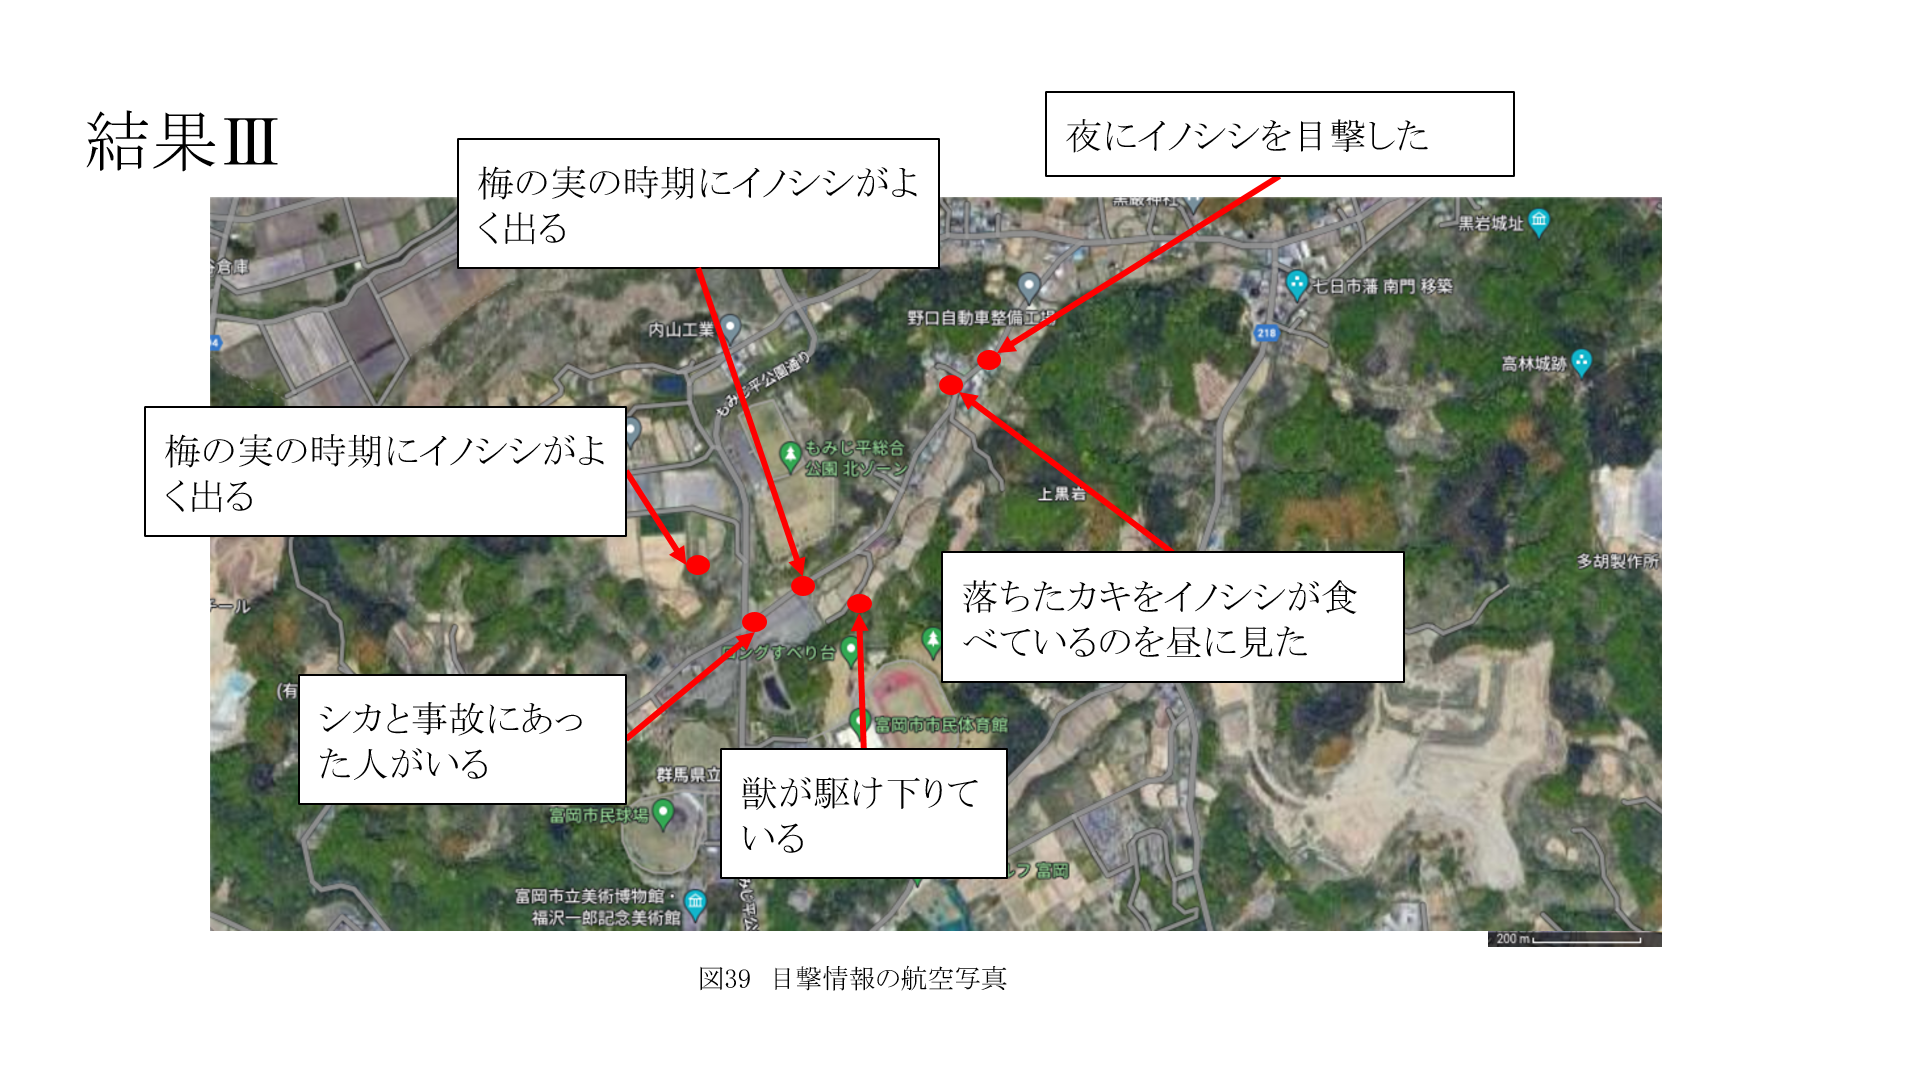 結果Ⅲ
夜にイノシシを目撃した
梅の実の時期にイノシシがよ
く出る
黒岩城址
倉庫
七日市藩 南門 移築
野口自動車整備工場
内山工業
218
高林城跡
もみじ平公園通り
梅の実の時期にイノシシがよ
く出る
もみじ平総合
公園 北ゾーン
上黒岩
多胡製作所
落ちたカキをイノシシが食
べているのを昼に見た
ール
ロングすべり台
(有
シカと事故にあっ
た人がいる
富岡市市民体育館
群馬県立
獣が駆け下りて
いる
富岡市民球場
フ 富岡
富岡市立美術博物館・
福沢一郎記念美術館
200 m
図39 目撃情報の航空写真